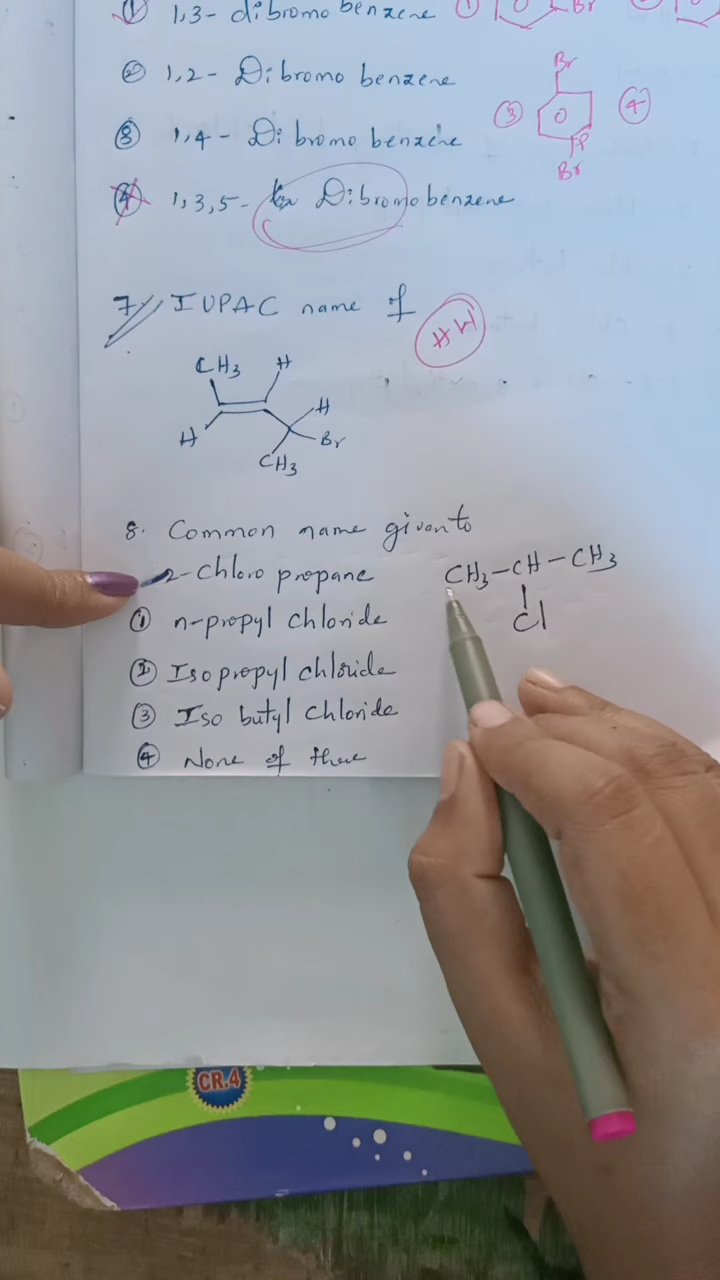 ① 1,3- dibromo benzene ① Br
② 1,2- Dibromo benzene
③ 1,4- Dibromo benzene
④ 1,3,5- Dibromobenzene
③ Br Br ④
7 IUPAC name of
HW
CH3 H
H H
Br
CH3
8. Common name given to
2-chloro propane
CH3-CH-CH3
Cl
① n-propyl chloride
② Isopropyl chloride
③ Iso butyl chloride
④ None of these
CR.4